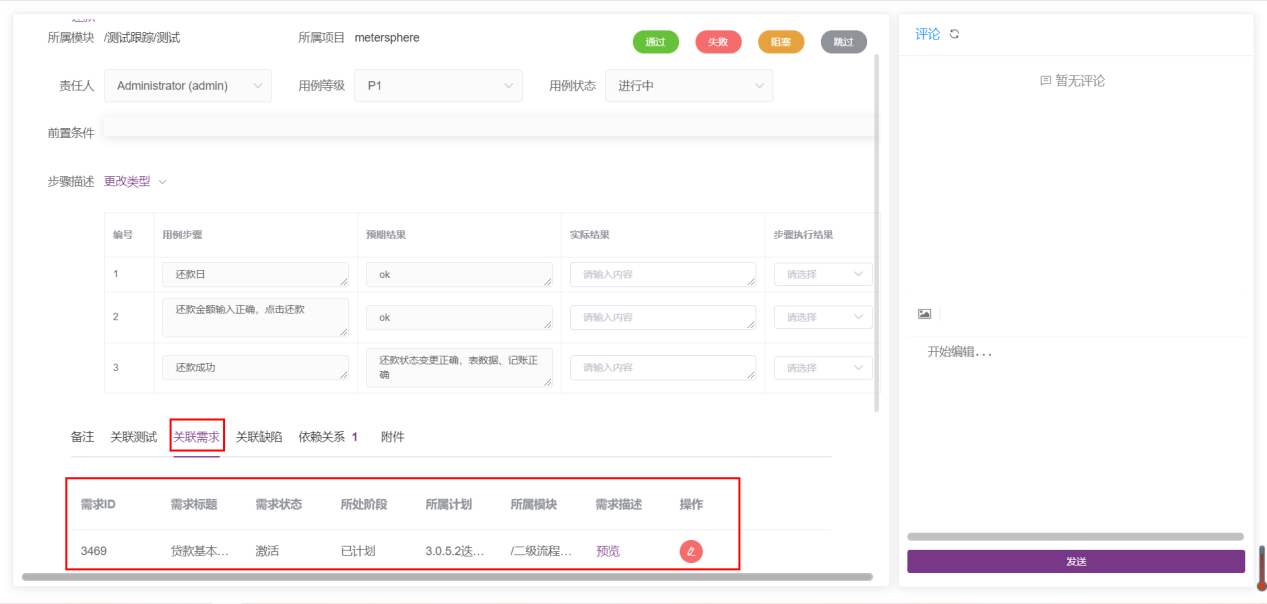 所属模块 /测试跟踪/测试 所属项目 metersphere 通过 失败 阻塞 跳过
责任人 Administrator (admin) 用例等级 P1 用例状态 进行中
前置条件
步骤描述 更改类型
编号 用例步骤 预期结果 实际结果 步骤执行结果
1 还款日 ok 请输入内容 请选择
2 还款金额输入正确，点击还款 ok 请输入内容 请选择
3 还款成功 还款状态变更正确，表数据、记账正
确 请输入内容 请选择
备注 关联测试 关联需求 关联缺陷 依赖关系 1 附件
需求ID 需求标题 需求状态 所处阶段 所属计划 所属模块 需求描述 操作
3469 贷款基本... 激活 已计划 3.0.5.2迭... /二级流程... 预览
评论
暂无评论
开始编辑...
发送